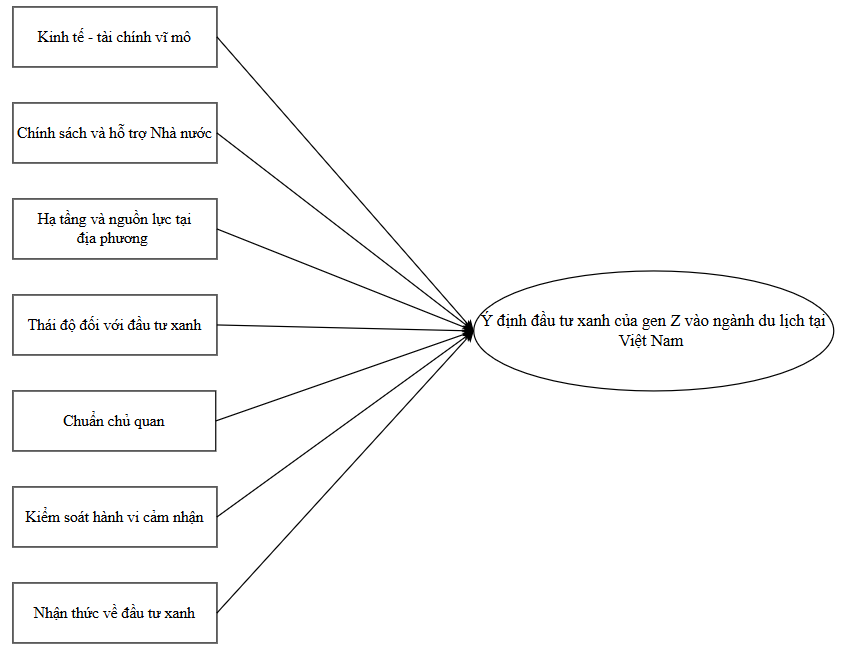 Kinh tế - tài chính vĩ mô
Chính sách và hỗ trợ Nhà nước
Hạ tầng và nguồn lực tại
địa phương
Thái độ đối với đầu tư xanh
Ý định đầu tư xanh của gen Z vào ngành du lịch tại
Việt Nam
Chuẩn chủ quan
Kiểm soát hành vi cảm nhận
Nhận thức về đầu tư xanh